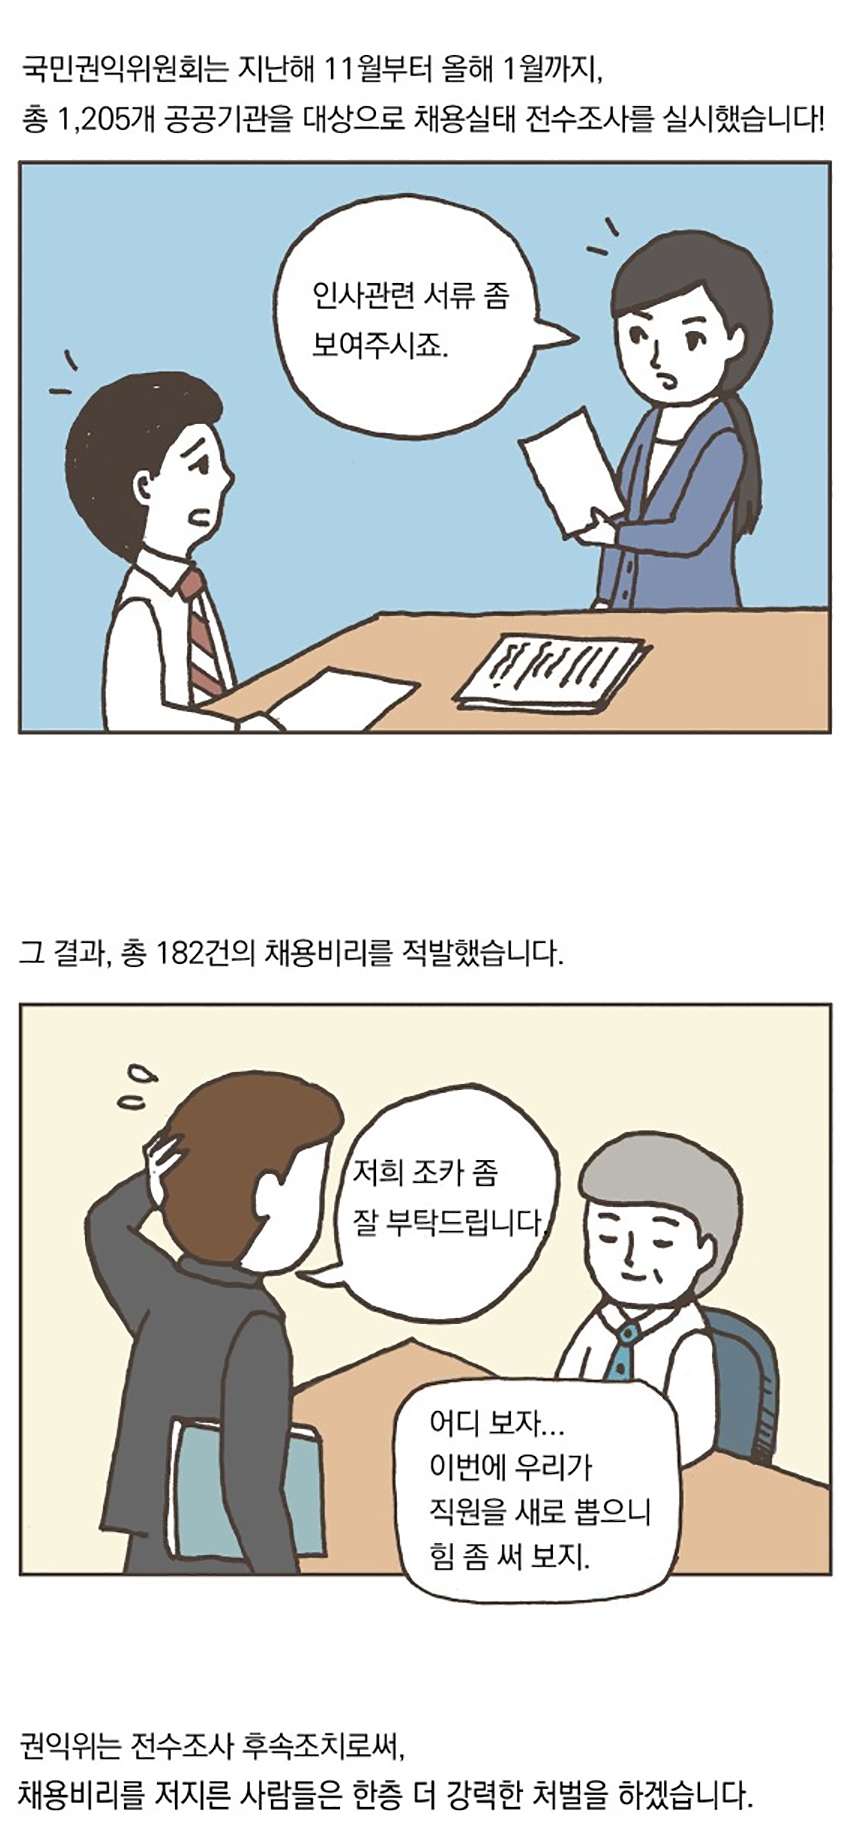 국민권익위원회는 지난해 11월부터 올해 1월까지,
총 1,205개 공공기관을 대상으로 채용실태 전수조사를 실시했습니다!
인사관련 서류 좀
보여주시죠.
그 결과, 총 182건의 채용비리를 적발했습니다.
저희 조카 좀
잘 부탁드립니다.
어디 보자...
이번에 우리가
직원을 새로 뽑으니
힘 좀 써 보지.
권익위는 전수조사 후속조치로써,
채용비리를 저지른 사람들은 한층 더 강력한 처벌을 하겠습니다.